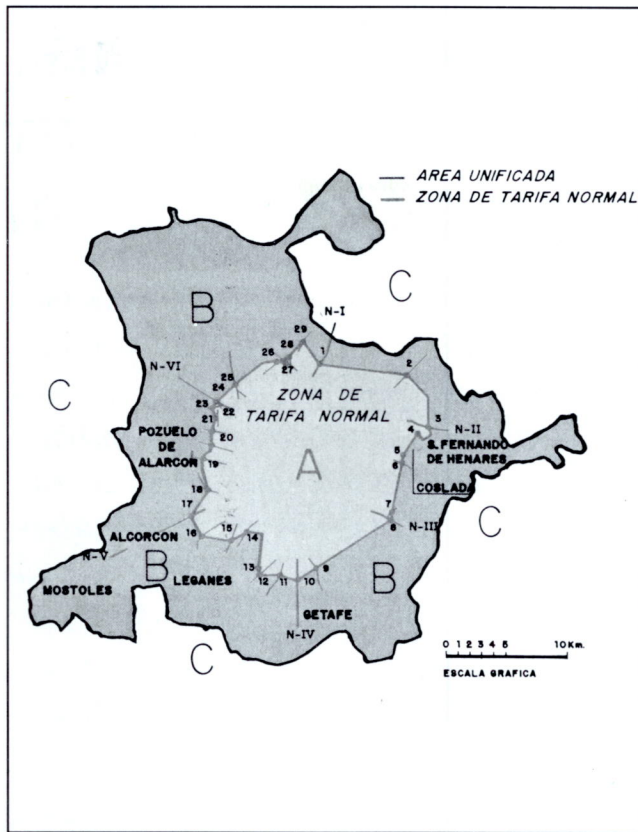 AREA UNIFICADA
ZONA DE TARIFA NORMAL
C
B
N-I
29
28
26
27
1
2
N-VI
25
24
23
22
21
20
19
18
17
16
15
14
13
12
11
10
9
8
7
6
5
4
3
ZONA DE
TARIFA NORMAL
A
N-II
S. FERNANDO
DE HENARES
COSLADA
C
POZUELO
DE
ALARCON
C
N-III
ALCORCON
N-V
B
LEGANES
MOSTOLES
B
GETAFE
N-IV
C
0 1 2 3 4 5 10 Km.
ESCALA GRAFICA